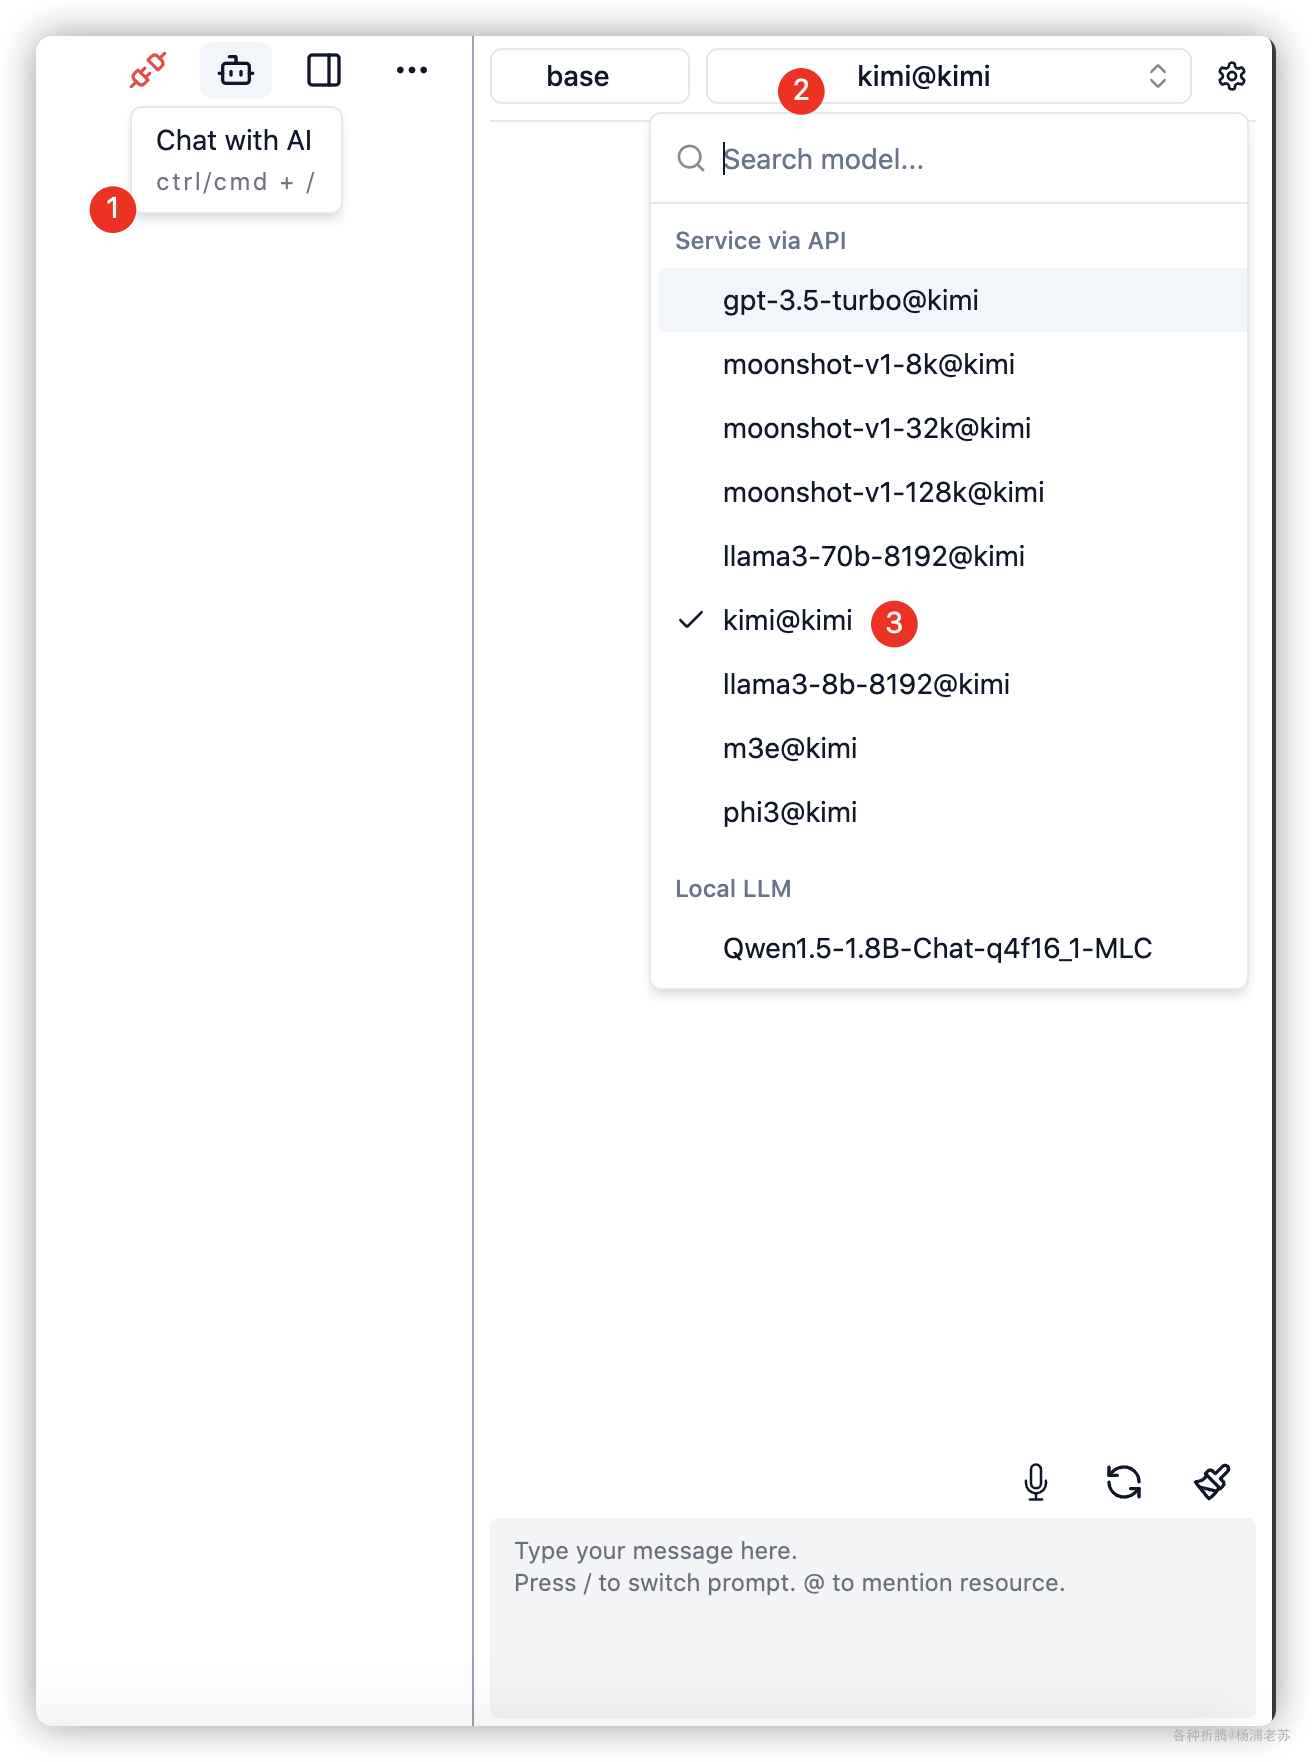 base
kimi@kimi
2
Chat with AI
ctrl/cmd + /
1
Search model...
Service via API
gpt-3.5-turbo@kimi
moonshot-v1-8k@kimi
moonshot-v1-32k@kimi
moonshot-v1-128k@kimi
llama3-70b-8192@kimi
kimi@kimi
3
llama3-8b-8192@kimi
m3e@kimi
phi3@kimi
Local LLM
Qwen1.5-1.8B-Chat-q4f16_1-MLC
Type your message here.
Press / to switch prompt. @ to mention resource.
各种折腾@杨浦老苏